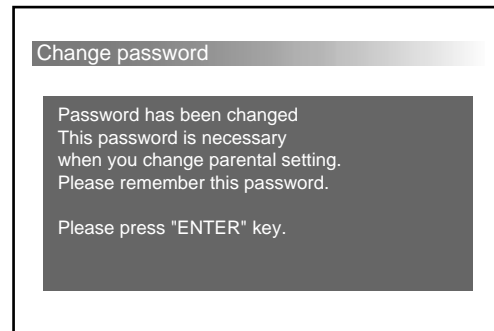 Change password
Password has been changed
This password is necessary
when you change parental setting.
Please remember this password.
Please press "ENTER" key.